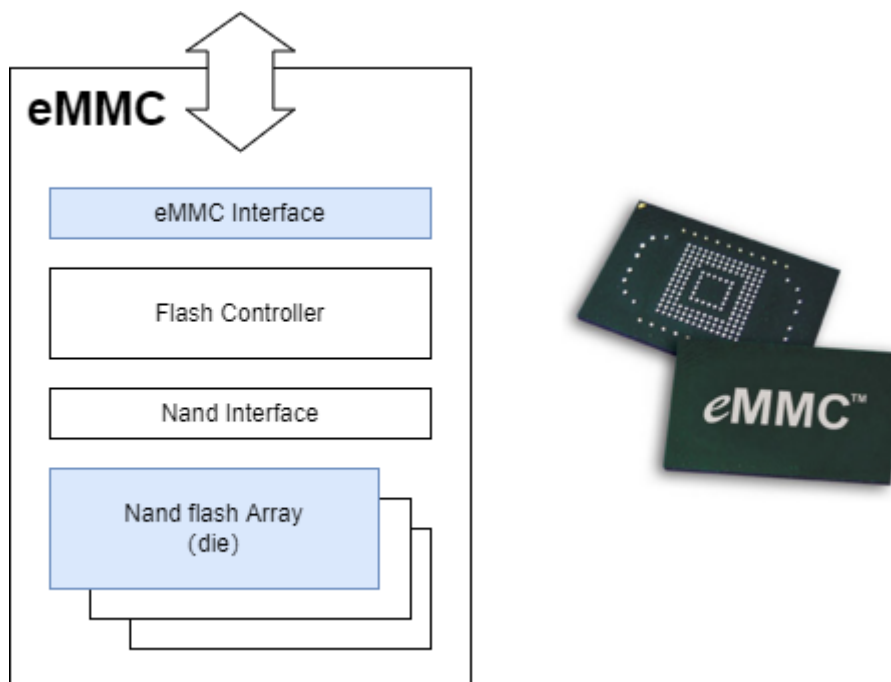 eMMC
eMMC Interface
Flash Controller
Nand Interface
Nand flash Array
(die)
eMMC™